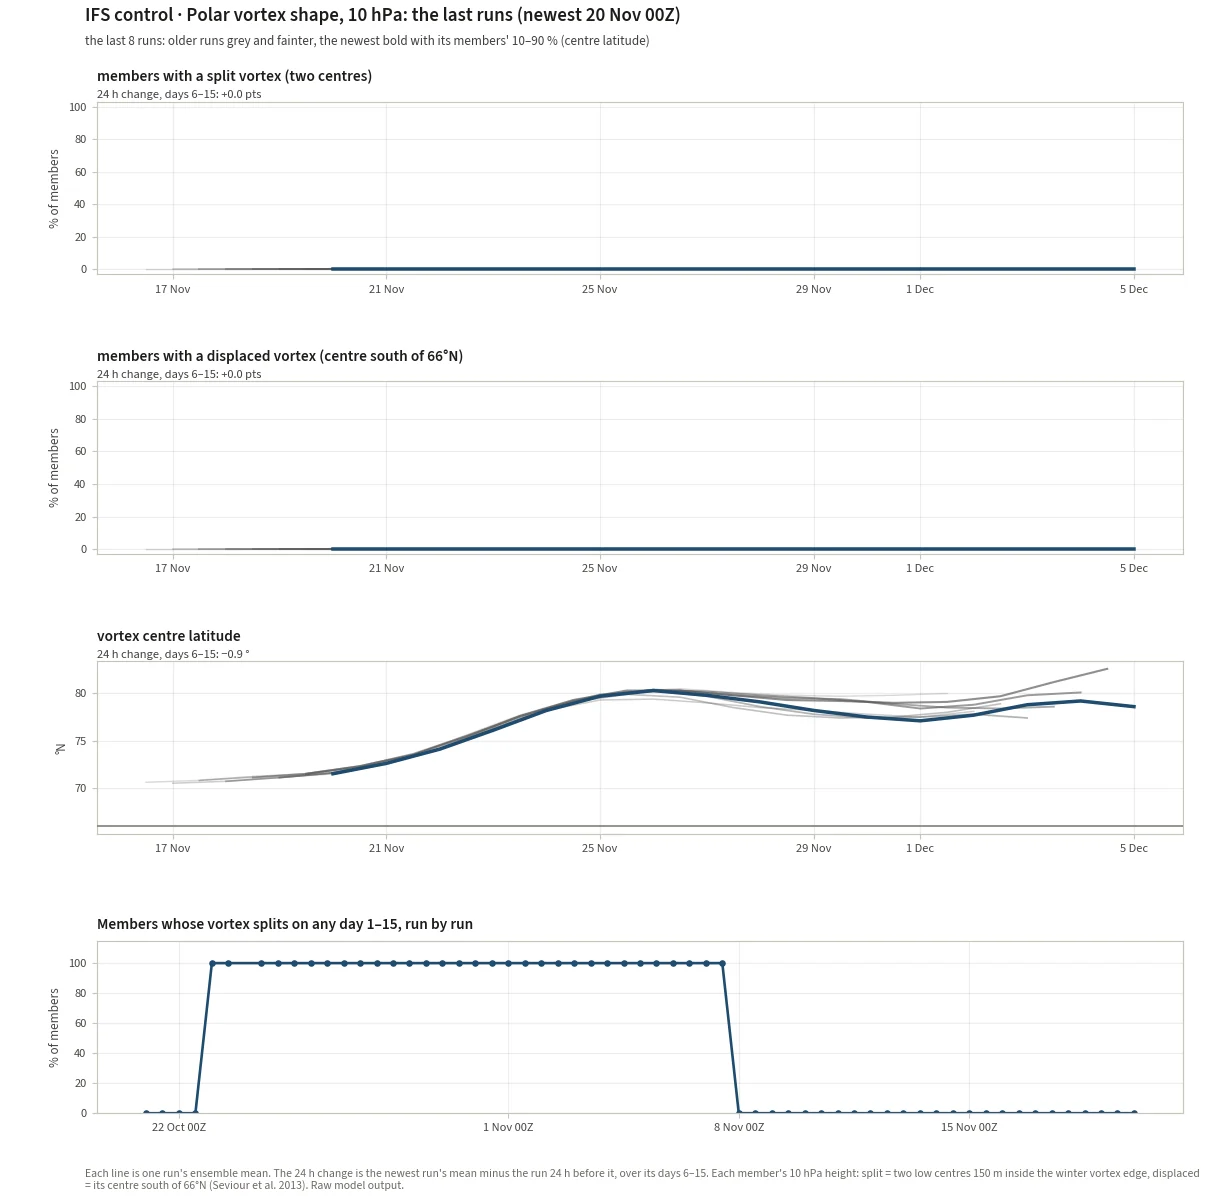 IFS control · Polar vortex shape, 10 hPa: the last runs (newest 20 Nov 00Z)
the last 8 runs: older runs grey and fainter, the newest bold with its members' 10–90 % (centre latitude)
members with a split vortex (two centres)
24 h change, days 6–15: +0.0 pts
100
80
60
40
20
0
% of members
17 Nov 21 Nov 25 Nov 29 Nov 1 Dec 5 Dec
members with a displaced vortex (centre south of 66°N)
24 h change, days 6–15: +0.0 pts
100
80
60
40
20
0
% of members
17 Nov 21 Nov 25 Nov 29 Nov 1 Dec 5 Dec
vortex centre latitude
24 h change, days 6–15: −0.9 °
80
75
70
°N
17 Nov 21 Nov 25 Nov 29 Nov 1 Dec 5 Dec
Members whose vortex splits on any day 1–15, run by run
100
80
60
40
20
0
% of members
22 Oct 00Z 1 Nov 00Z 8 Nov 00Z 15 Nov 00Z
Each line is one run's ensemble mean. The 24 h change is the newest run's mean minus the run 24 h before it, over its days 6–15. Each member's 10 hPa height: split = two low centres 150 m inside the winter vortex edge, displaced
= its centre south of 66°N (Seviour et al. 2013). Raw model output.